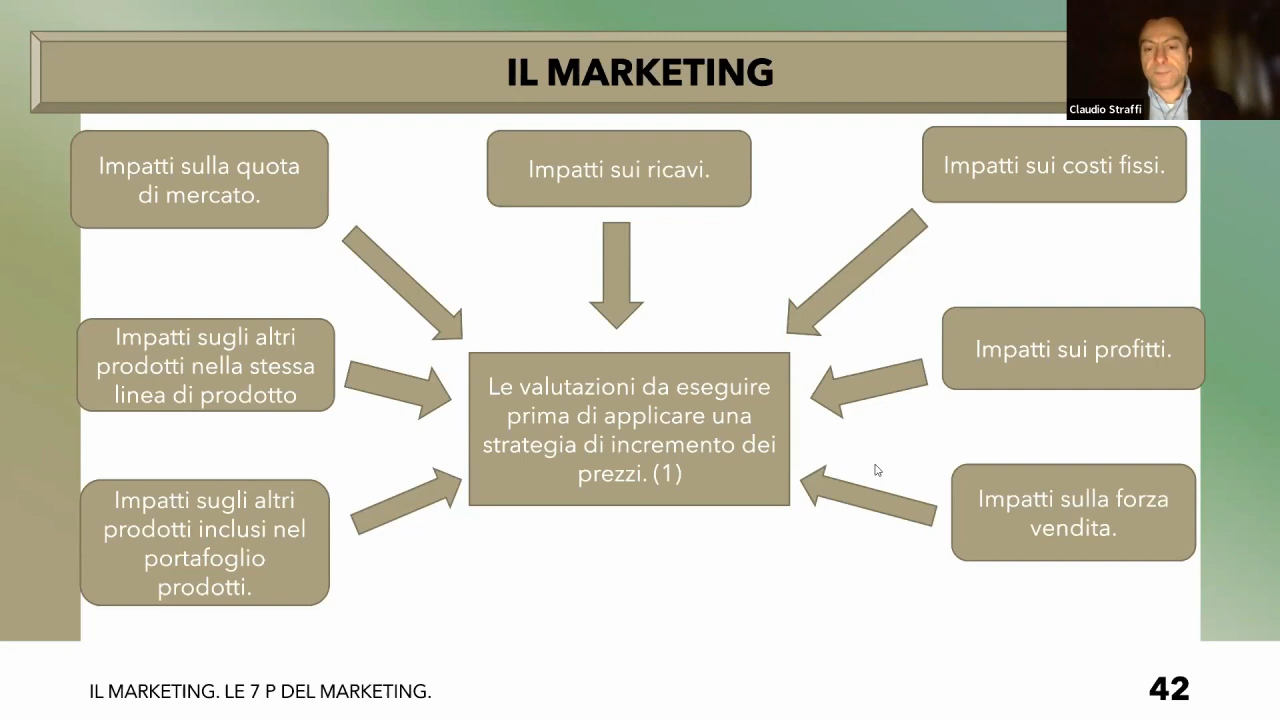 IL MARKETING
Claudio Straffi
Impatti sulla quota
di mercato.
Impatti sui ricavi.
Impatti sui costi fissi.
Impatti sugli altri
prodotti nella stessa
linea di prodotto
Le valutazioni da eseguire
prima di applicare una
strategia di incremento dei
prezzi. (1)
Impatti sui profitti.
Impatti sugli altri
prodotti inclusi nel
portafoglio
prodotti.
Impatti sulla forza
vendita.
IL MARKETING. LE 7 P DEL MARKETING.
42